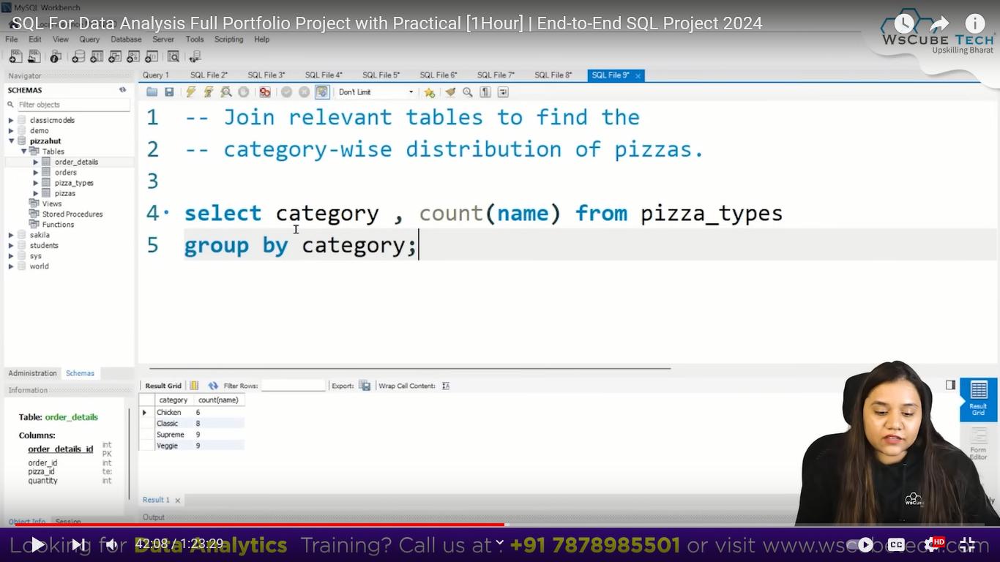 MySQL Workbench
SQL For Data Analysis Full Portfolio Project with Practical [1Hour] | End-to-End SQL Project 2024
WsCube Tech
Upskilling Bharat
File Edit View Query Database Server Tools Scripting Help
Navigator
SCHEMAS
Filter objects
classicmodels
demo
pizzahut
Tables
order_details
orders
pizza_types
pizzas
Views
Stored Procedures
Functions
sakila
students
sys
world
Administration Schemas
Information
Table: order_details
Columns:
order_details_id int PK
order_id int
pizza_id
quantity int
Object Info Session
Query 1 SQL File 2* SQL File 3* SQL File 4* SQL File 5* SQL File 6* SQL File 7* SQL File 8* SQL File 9*
Don't Limit
1 -- Join relevant tables to find the
2 -- category-wise distribution of pizzas.
3
4 select category , count(name) from pizza_types
5 group by category;
Result Grid Filter Rows: Export: Wrap Cell Content:
category count(name)
Chicken 6
Classic 8
Supreme 9
Veggie 9
Result Grid
Form Editor
WsCube
Result 1
Output
42:08 / 1:23:29
CC
HD
Looking for Data Analytics Training? Call us at +91 7878985501 or visit www.wscubetech.com